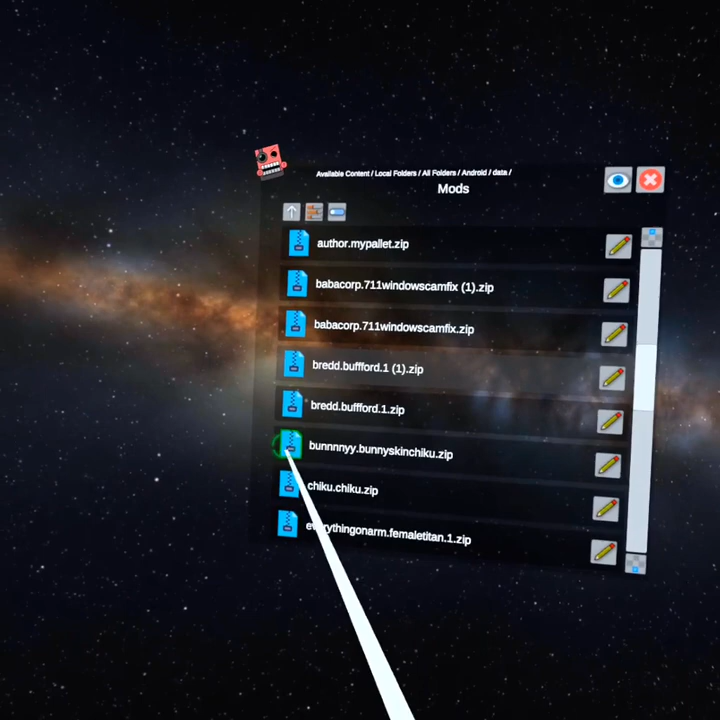 Available Content / Local Folders / All Folders / Android / data /
Mods
author.mypallet.zip
babacorp.711windowscamfix (1).zip
babacorp.711windowscamfix.zip
bredd.buffford.1 (1).zip
bredd.buffford.1.zip
bunnnnyy.bunnyskinchiku.zip
chiku.chiku.zip
everythingonarm.femaletitan.1.zip